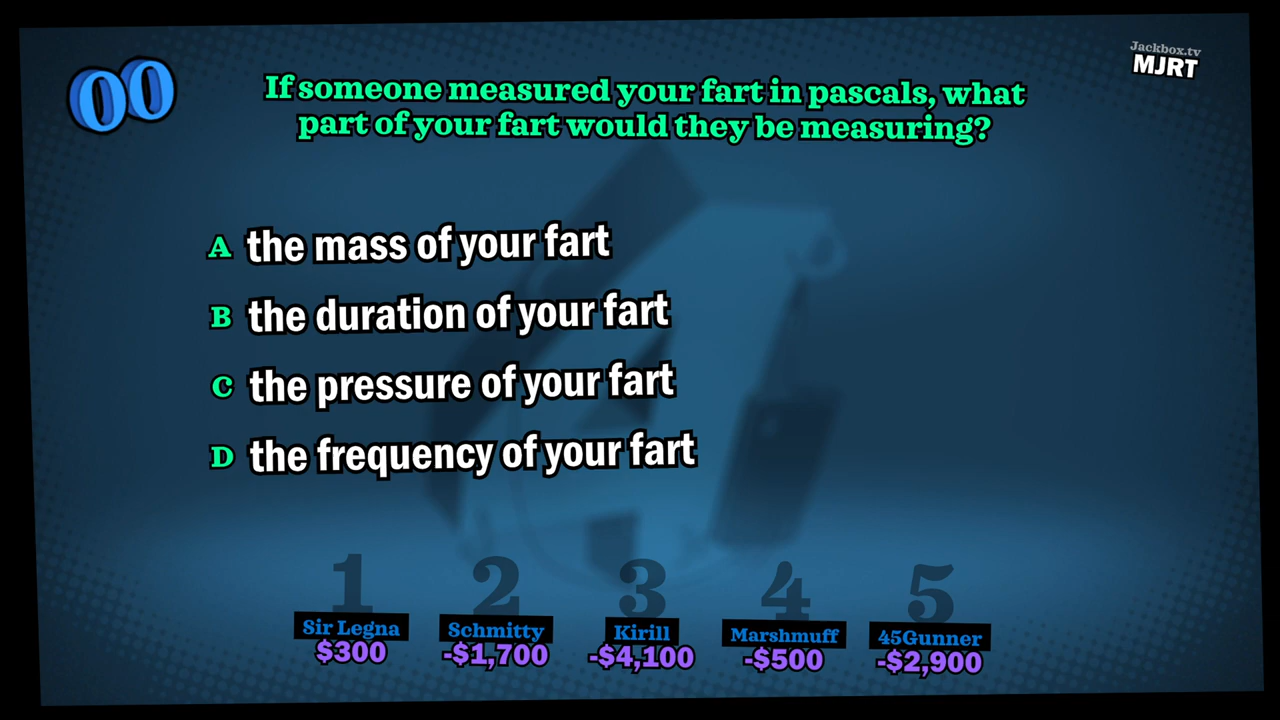 00
Jackbox.tv
MJRT
If someone measured your fart in pascals, what
part of your fart would they be measuring?
A the mass of your fart
B the duration of your fart
C the pressure of your fart
D the frequency of your fart
1 2 3 4 5
Sir Legna Schmitty Kirill Marshmuff 45Gunner
$300 -$1,700 -$4,100 -$500 -$2,900